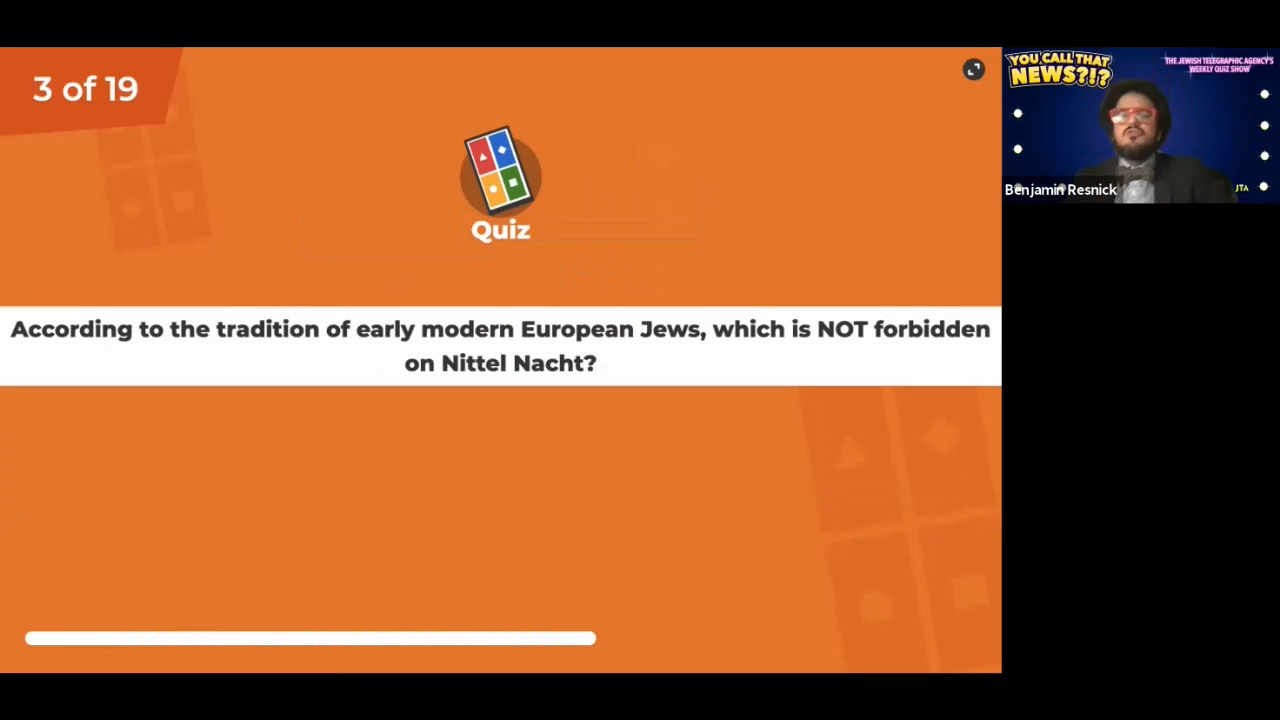 3 of 19
Quiz
According to the tradition of early modern European Jews, which is NOT forbidden
on Nittel Nacht?
YOU CALL THAT
NEWS?!?
THE JEWISH TELEGRAPHIC AGENCY'S
WEEKLY QUIZ SHOW
Benjamin Resnick
JTA